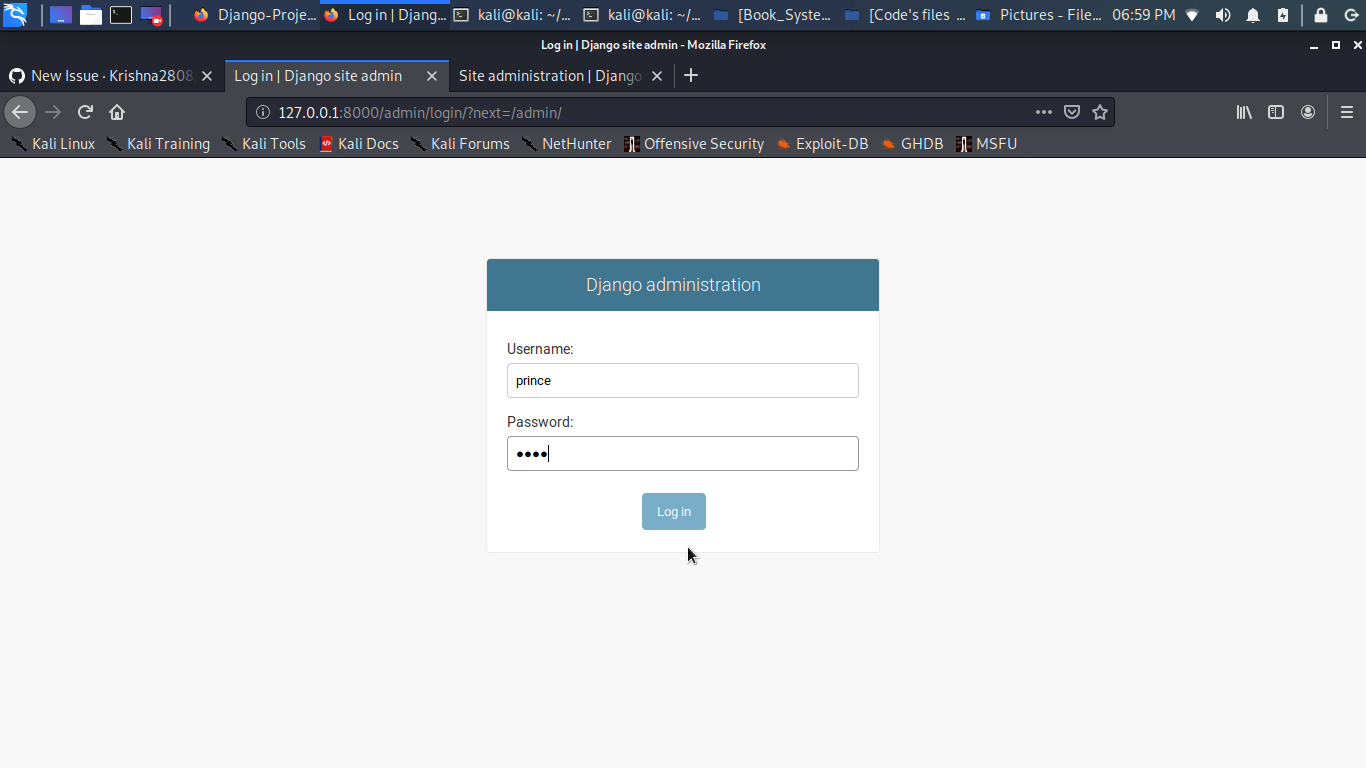 Django-Proje... Log in | Djang... kali@kali: ~/... kali@kali: ~/... [Book_Syste... [Code's files ... Pictures - File... 06:59 PM
Log in | Django site admin - Mozilla Firefox
New Issue · Krishna2808 Log in | Django site admin Site administration | Django
127.0.0.1:8000/admin/login/?next=/admin/
Kali Linux Kali Training Kali Tools Kali Docs Kali Forums NetHunter Offensive Security Exploit-DB GHDB MSFU
Django administration
Username:
prince
Password:
••••
Log in